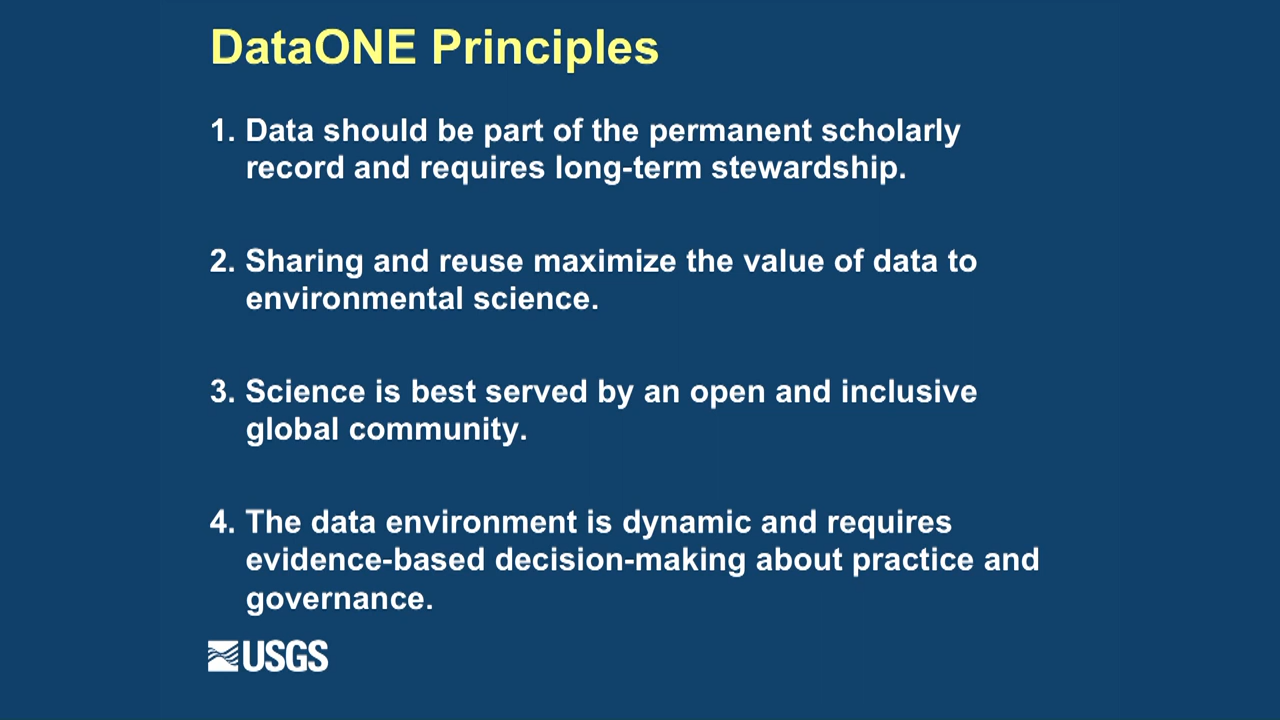 DataONE Principles
1. Data should be part of the permanent scholarly
record and requires long-term stewardship.
2. Sharing and reuse maximize the value of data to
environmental science.
3. Science is best served by an open and inclusive
global community.
4. The data environment is dynamic and requires
evidence-based decision-making about practice and
governance.
USGS